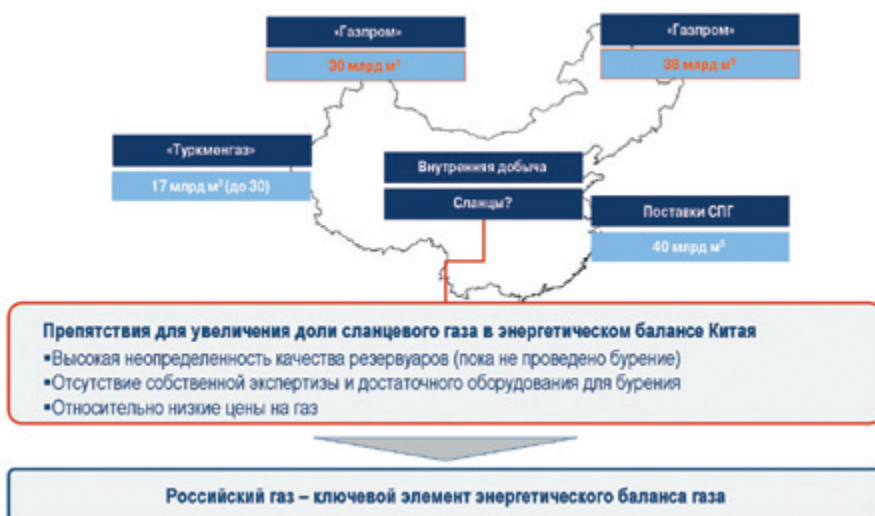 «Газпром»
«Газпром»
30 млрд м³
38 млрд м³
«Туркменгаз»
17 млрд м³ (до 30)
Внутренняя добыча
Сланцы?
Поставки СПГ
40 млрд м³
Препятствия для увеличения доли сланцевого газа в энергетическом балансе Китая
▪Высокая неопределенность качества резервуаров (пока не проведено бурение)
▪Отсутствие собственной экспертизы и достаточного оборудования для бурения
▪Относительно низкие цены на газ
Российский газ – ключевой элемент энергетического баланса газа